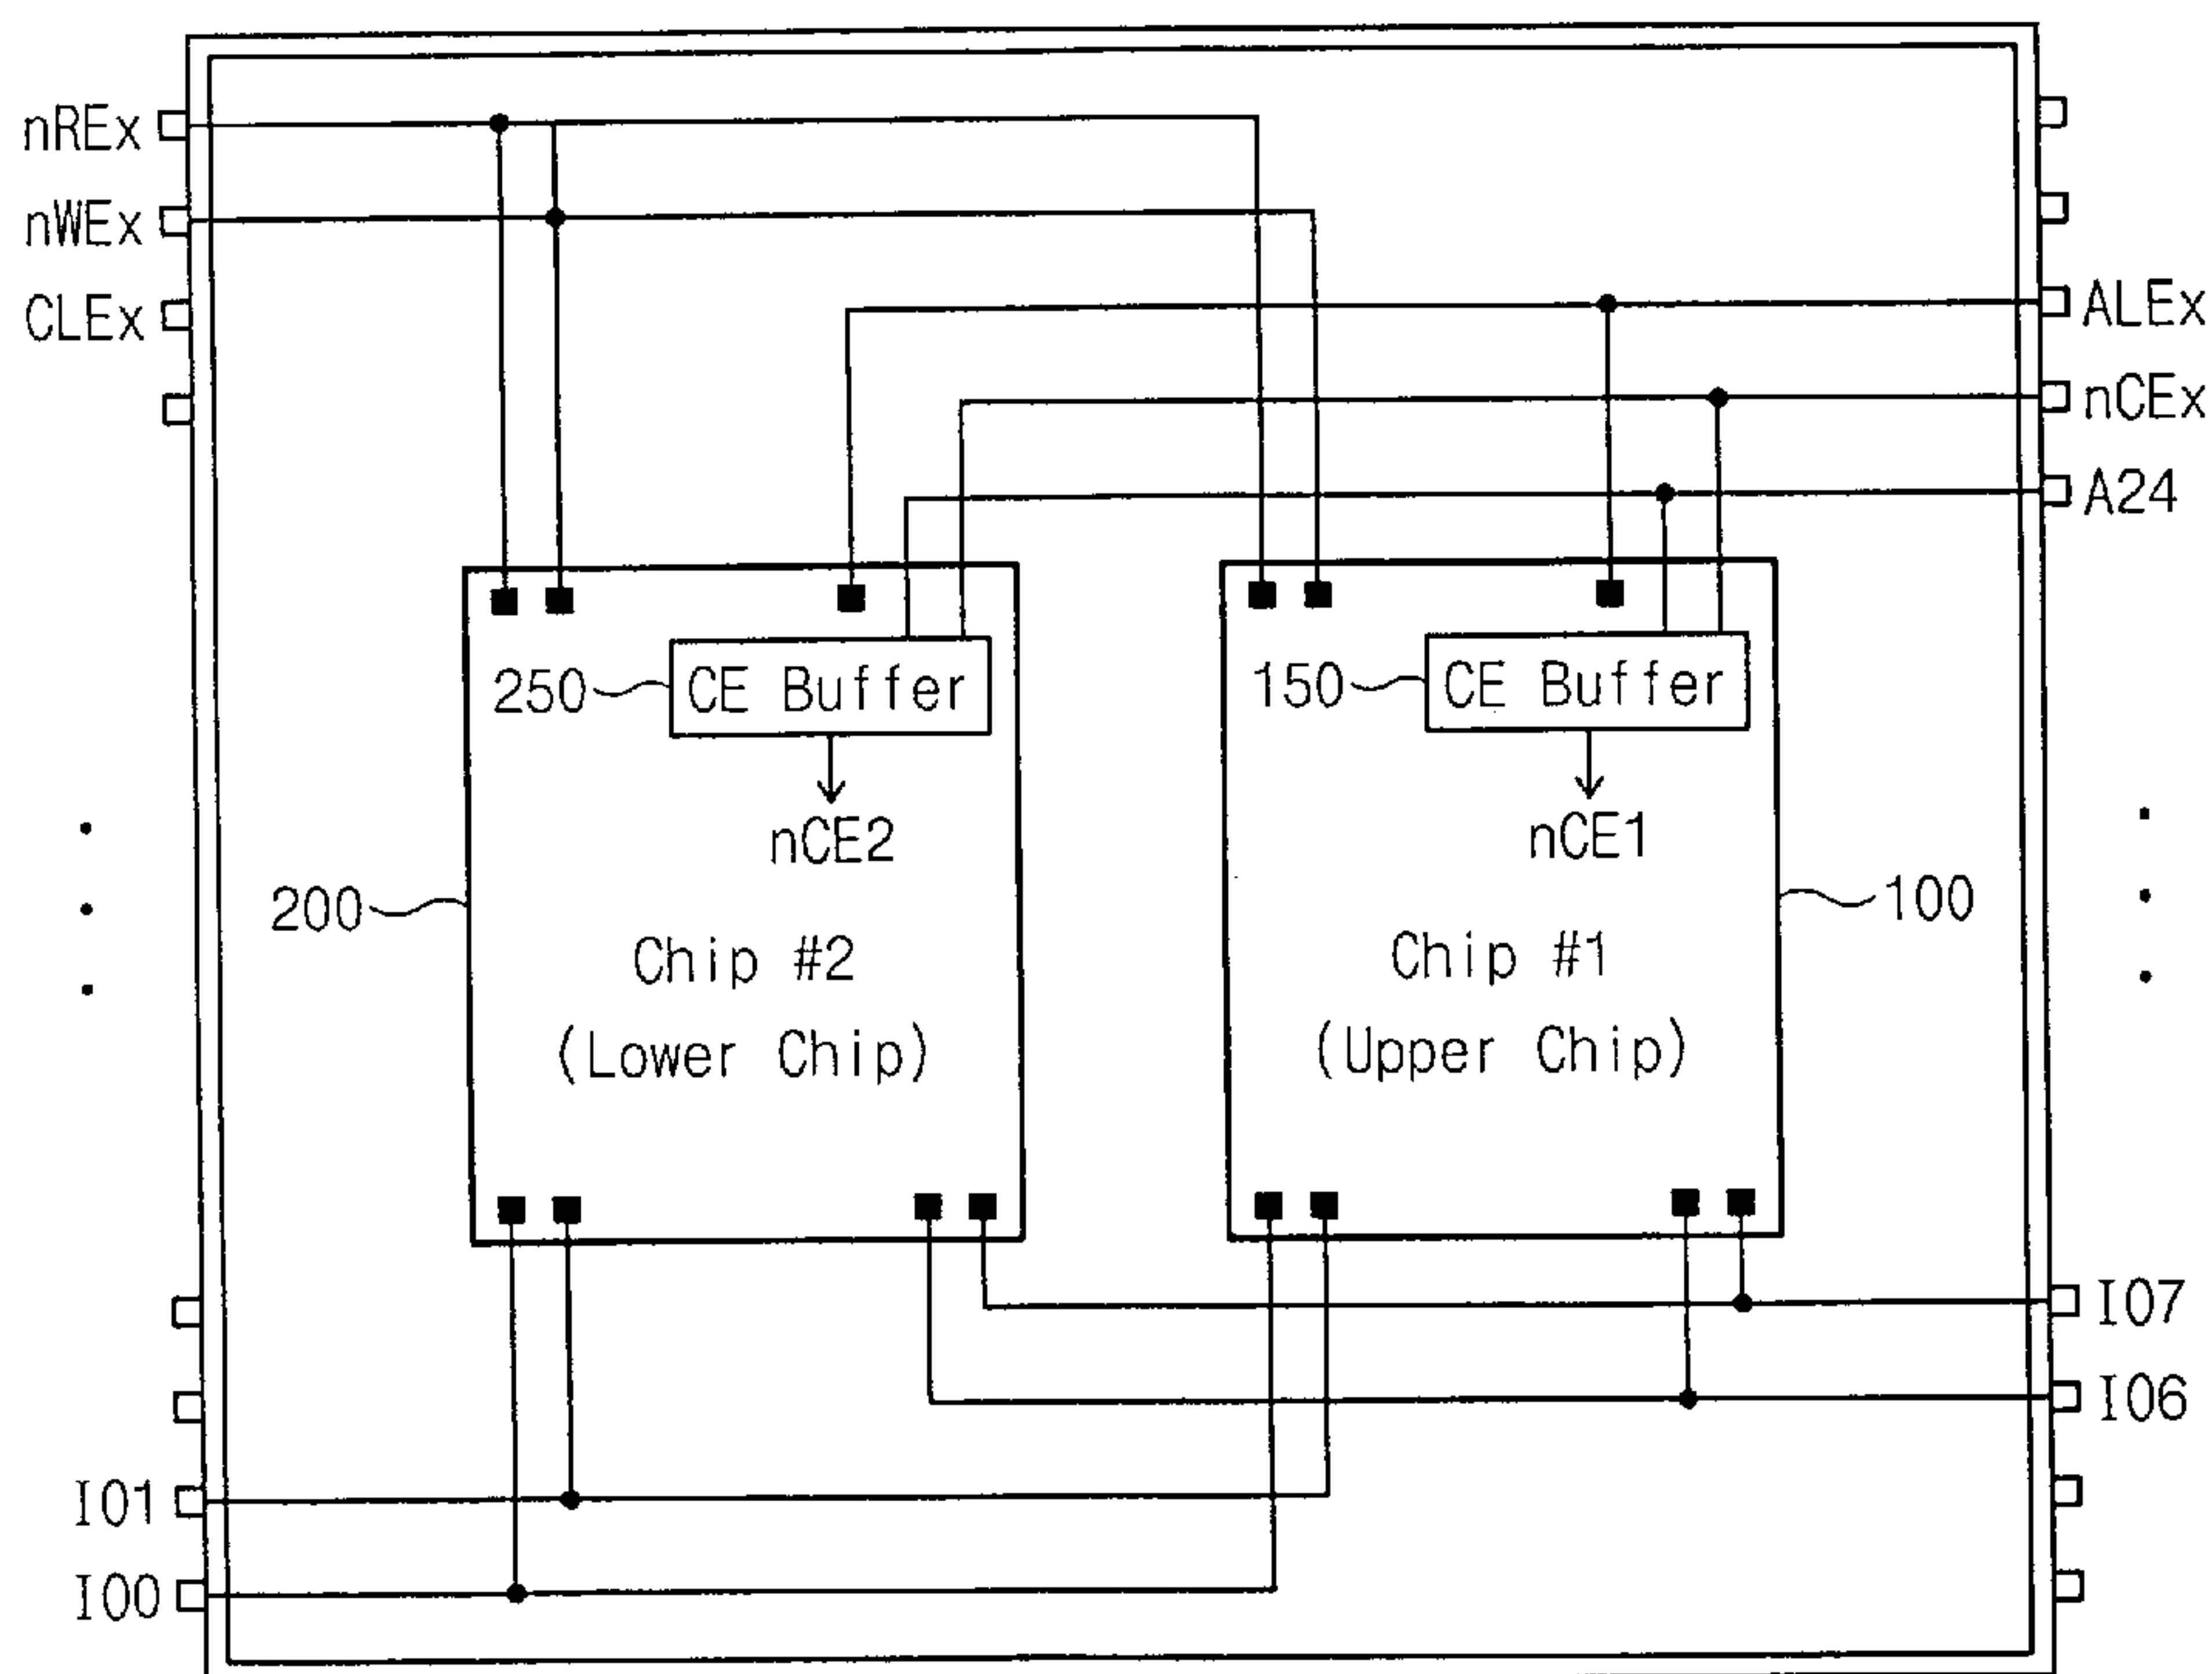 nREx
nWEx
CLEx
ALEx
nCEx
A24
250 CE Buffer
150 CE Buffer
nCE2
nCE1
200
100
Chip #2
(Lower Chip)
Chip #1
(Upper Chip)
IO7
IO6
IO1
IO0